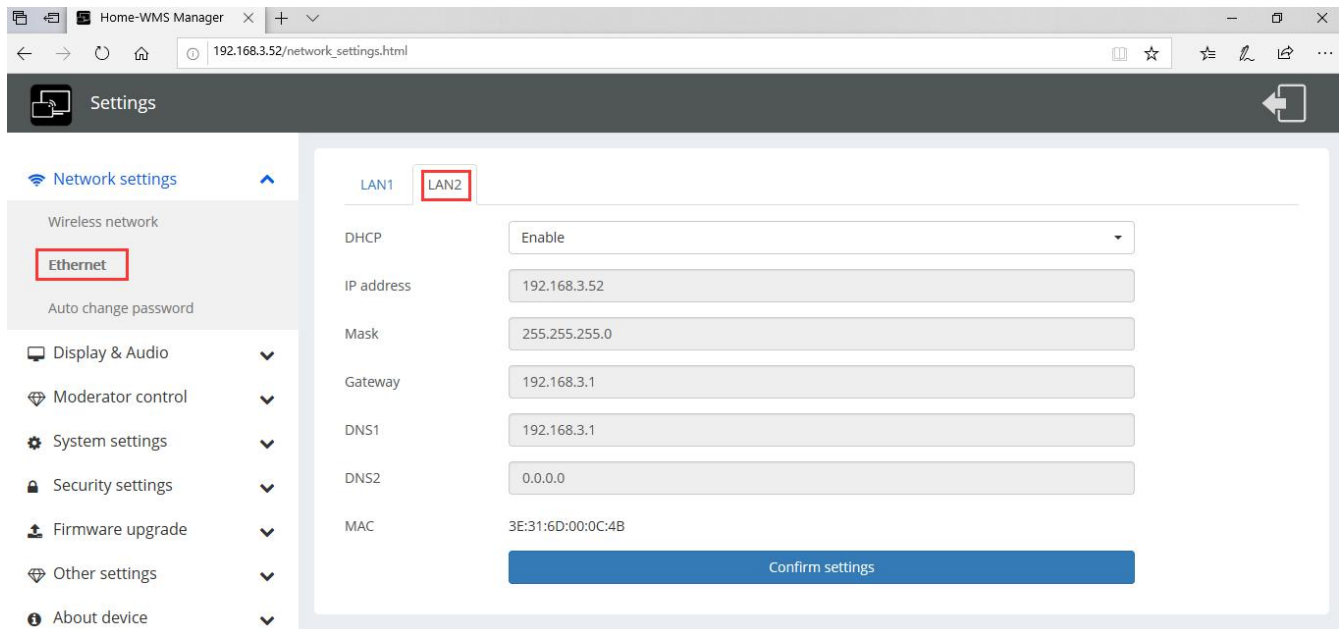 Home-WMS Manager
192.168.3.52/network_settings.html
Settings
Network settings
Wireless network
Ethernet
Auto change password
Display & Audio
Moderator control
System settings
Security settings
Firmware upgrade
Other settings
About device
LAN1 LAN2
DHCP Enable
IP address 192.168.3.52
Mask 255.255.255.0
Gateway 192.168.3.1
DNS1 192.168.3.1
DNS2 0.0.0.0
MAC 3E:31:6D:00:0C:4B
Confirm settings